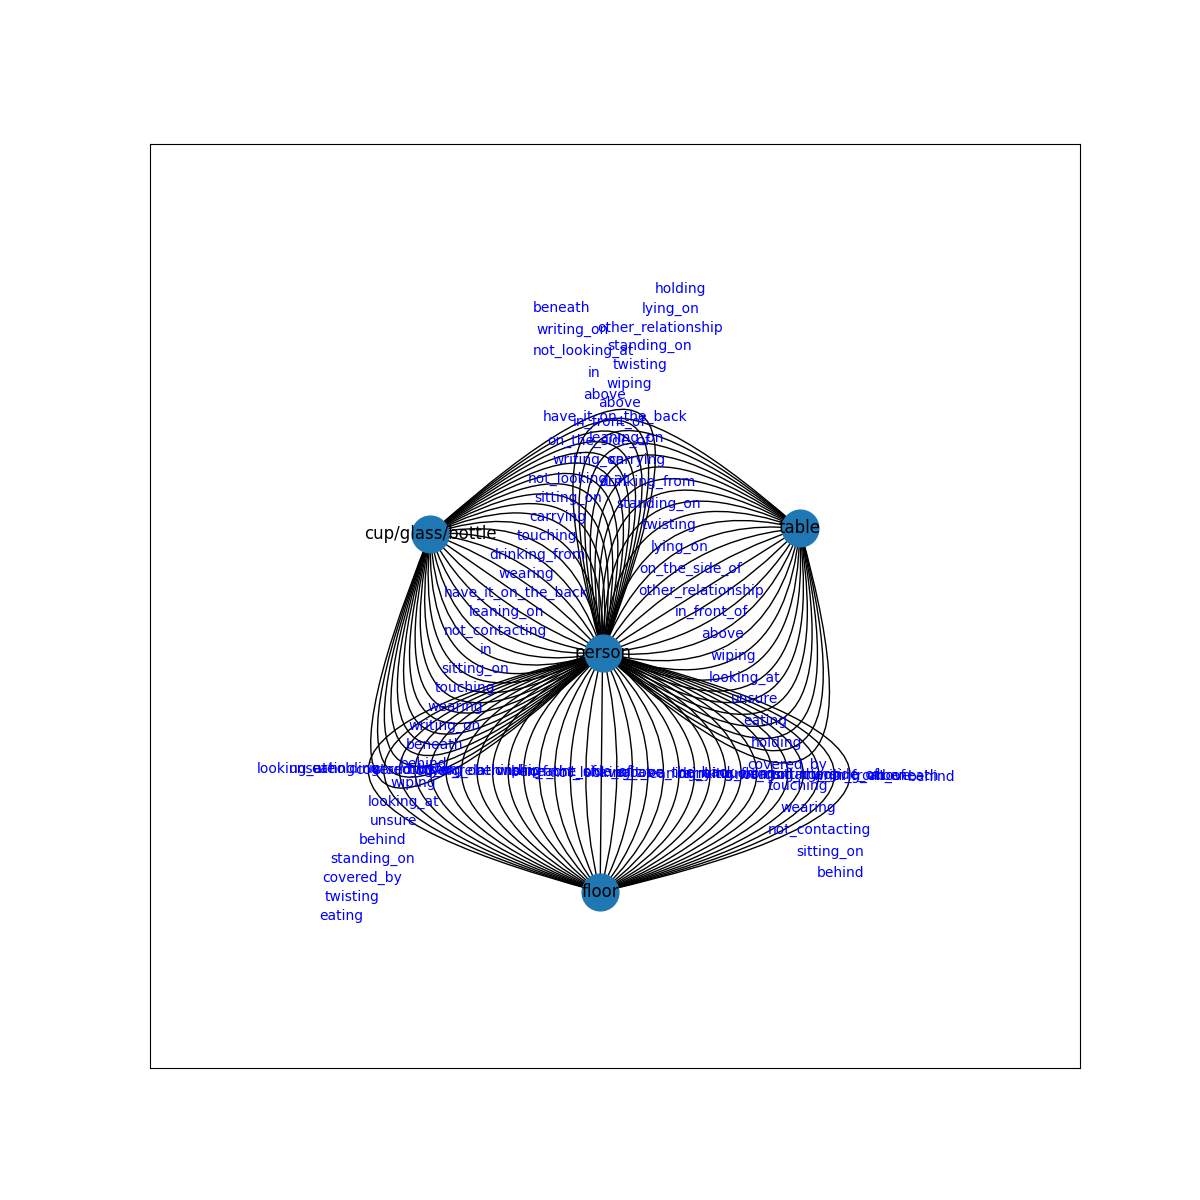 holding
beneath
lying_on
writing_on
other_relationship
standing_on
not_looking_at
twisting
in
wiping
above
above
have_it_on_the_back
in_front_of
leaning_on
on_the_side_of
writing_on
carrying
not_looking_at
drinking_from
sitting_on
standing_on
carrying
twisting
table
cup/glass/bottle
touching
lying_on
drinking_from
on_the_side_of
wearing
have_it_on_the_back
other_relationship
leaning_on
in_front_of
not_contacting
above
in
person
wiping
sitting_on
looking_at
touching
unsure
wearing
eating
writing_on
holding
beneath
behind
covered_by
wiping
touching
looking_at
wearing
unsure
not_contacting
behind
sitting_on
standing_on
behind
covered_by
twisting
floor
eating